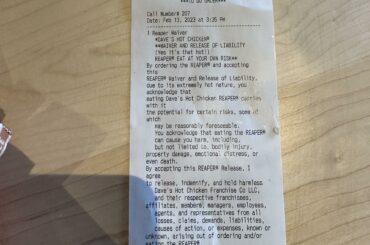 Call Number# 207
Date: Feb 13, 2023 at 3:35 PM
1 Reaper Waiver
*DAVE'S HOT CHICKEN*
**WAIVER AND RELEASE OF LIABILITY
(Yes it's that hot!)
REAPER® EAT AT YOUR OWN RISK**
By ordering the REAPER® and accepting
this
REAPER® Waiver and Release of Liability,
due to its extremely hot nature, you
acknowledge that
eating Dave's Hot Chicken REAPER® carries
with it
the potential for certain risks, some of
which
may be reasonably foreseeable.
You acknowledge that eating the REAPER®
can cause you harm, including,
but not limited to, bodily injury,
property damage, emotional distress, or
even death.
By accepting this REAPER® Release, I
agree
to release, indemnify, and hold harmless
Dave's Hot Chicken Franchise Co LLC,
and their respective franchisees,
affiliates, members, managers, employees,
agents, and representatives from all
losses, claims, demands, liabilities,
causes of action, or expenses, known or
unknown, arising out of ordering and/or
eating the REAPER®